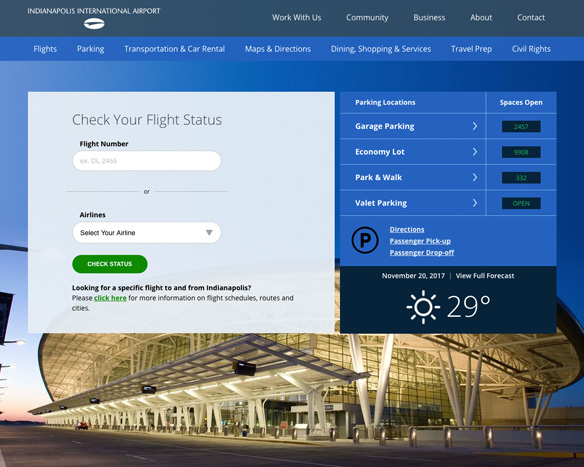 INDIANAPOLIS INTERNATIONAL AIRPORT
Work With Us Community Business About Contact
Flights Parking Transportation & Car Rental Maps & Directions Dining, Shopping & Services Travel Prep Civil Rights
Check Your Flight Status
Flight Number
ex. DL 2455
or
Airlines
Select Your Airline
CHECK STATUS
Looking for a specific flight to and from Indianapolis?
Please click here for more information on flight schedules, routes and
cities.
Parking Locations Spaces Open
Garage Parking 2457
Economy Lot 9908
Park & Walk 332
Valet Parking OPEN
P
Directions
Passenger Pick-up
Passenger Drop-off
November 20, 2017 | View Full Forecast
29°